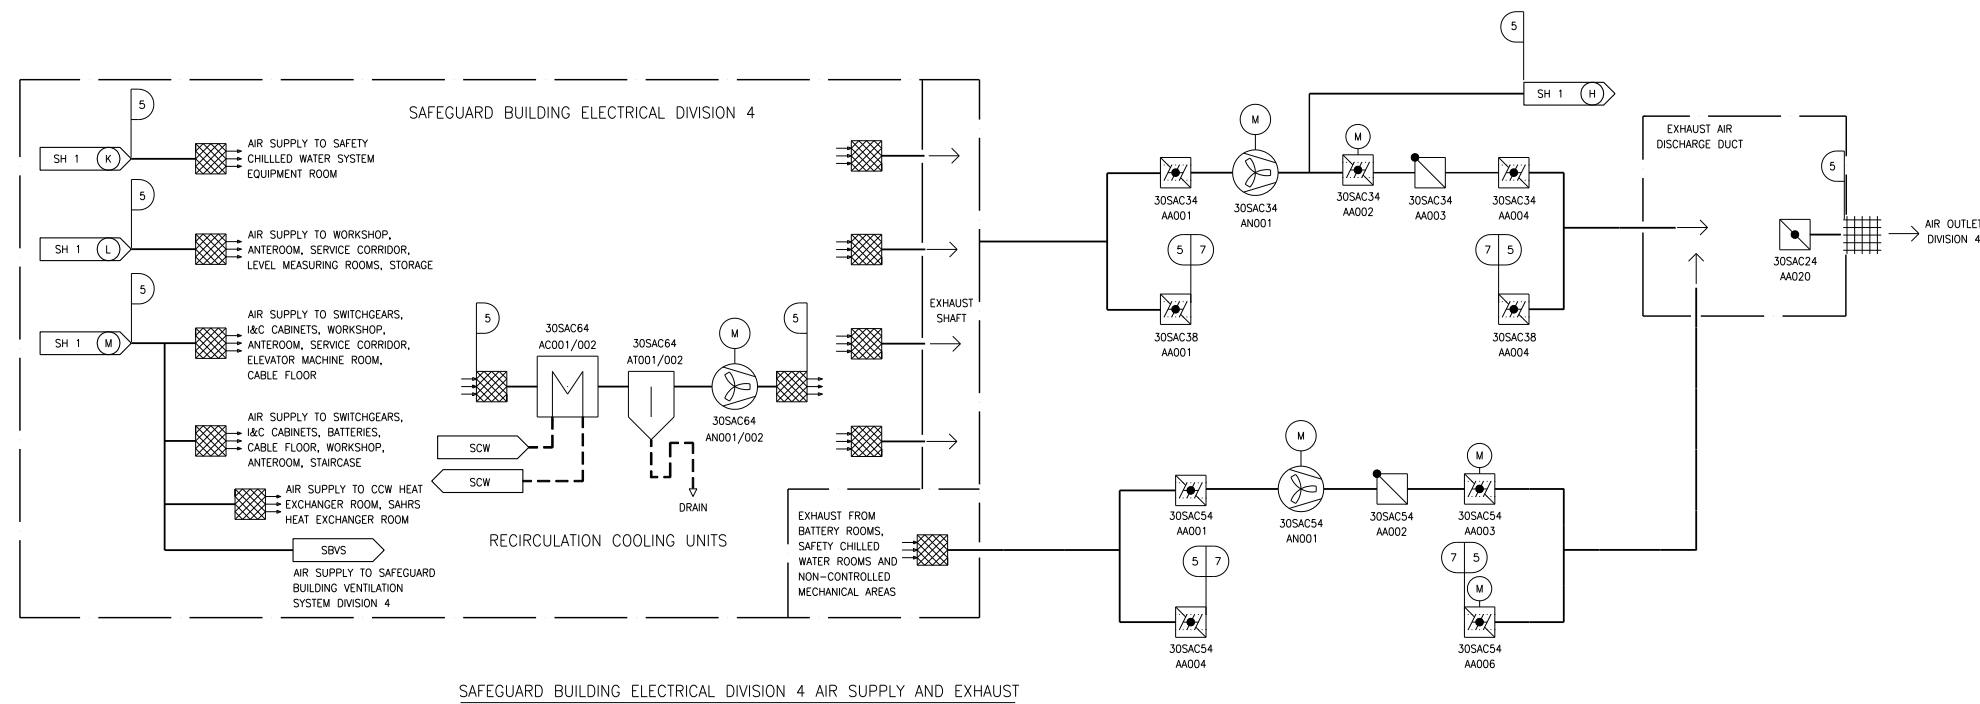 5
SAFEGUARD BUILDING ELECTRICAL DIVISION 4
SH 1 K
AIR SUPPLY TO SAFETY
CHILLLED WATER SYSTEM
EQUIPMENT ROOM
5
SH 1 L
AIR SUPPLY TO WORKSHOP,
ANTEROOM, SERVICE CORRIDOR,
LEVEL MEASURING ROOMS, STORAGE
5
SH 1 M
AIR SUPPLY TO SWITCHGEARS,
I&C CABINETS, WORKSHOP,
ANTEROOM, SERVICE CORRIDOR,
ELEVATOR MACHINE ROOM,
CABLE FLOOR
AIR SUPPLY TO SWITCHGEARS,
I&C CABINETS, BATTERIES,
CABLE FLOOR, WORKSHOP,
ANTEROOM, STAIRCASE
AIR SUPPLY TO CCW HEAT
EXCHANGER ROOM, SAHRS
HEAT EXCHANGER ROOM
SBVS
AIR SUPPLY TO SAFEGUARD
BUILDING VENTILATION
SYSTEM DIVISION 4
5
30SAC64
AC001/002
30SAC64
AT001/002
M
30SAC64
AN001/002
5
SCW
SCW
DRAIN
RECIRCULATION COOLING UNITS
EXHAUST
SHAFT
EXHAUST FROM
BATTERY ROOMS,
SAFETY CHILLED
WATER ROOMS AND
NON-CONTROLLED
MECHANICAL AREAS
5
SH 1 H
30SAC34
AA001
M
30SAC34
AN001
M
30SAC34
AA002
30SAC34
AA003
30SAC34
AA004
5 7
30SAC38
AA001
7 5
30SAC38
AA004
EXHAUST AIR
DISCHARGE DUCT
5
30SAC24
AA020
AIR OUTLET
DIVISION 4
30SAC54
AA001
M
30SAC54
AN001
30SAC54
AA002
M
30SAC54
AA003
5 7
30SAC54
AA004
7 5
M
30SAC54
AA006
SAFEGUARD BUILDING ELECTRICAL DIVISION 4 AIR SUPPLY AND EXHAUST